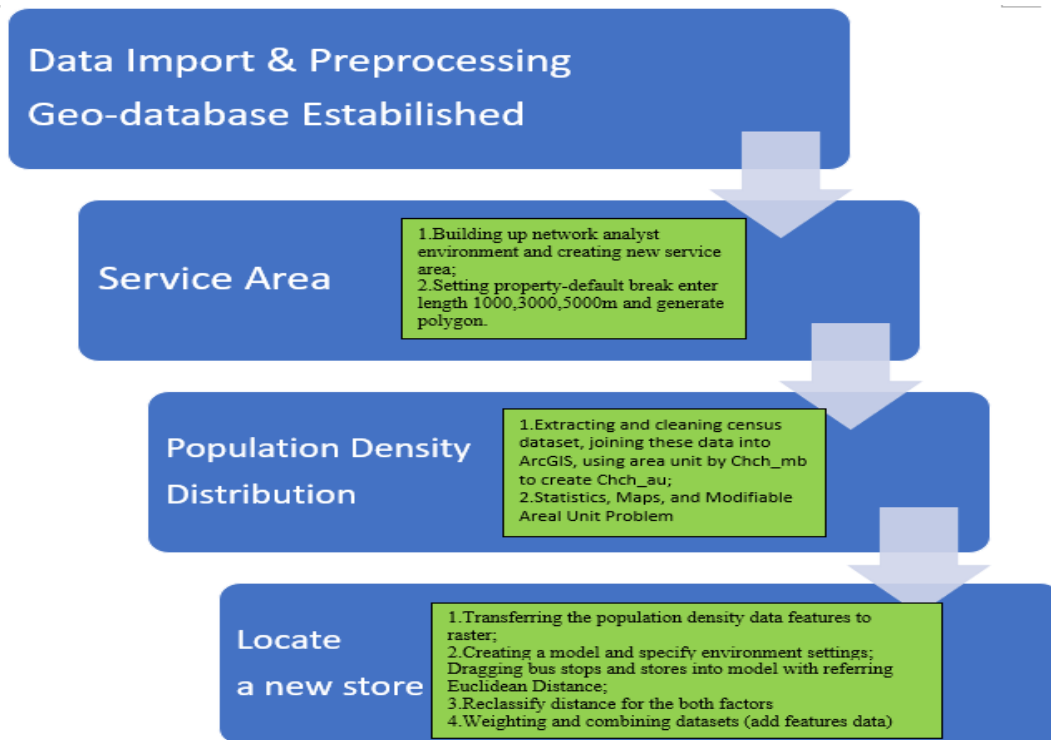 Data Import & Preprocessing
Geo-database Estabilished
Service Area
1.Building up network analyst
environment and creating new service
area;
2.Setting property-default break enter
length 1000,3000,5000m and generate
polygon.
Population Density
Distribution
1.Extracting and cleaning census
dataset, joining these data into
ArcGIS, using area unit by Chch_mb
to create Chch_au;
2.Statistics, Maps, and Modifiable
Areal Unit Problem
Locate
a new store
1.Transferring the population density data features to
raster;
2.Creating a model and specify environment settings;
Dragging bus stops and stores into model with referring
Euclidean Distance;
3.Reclassify distance for the both factors
4.Weighting and combining datasets (add features data)